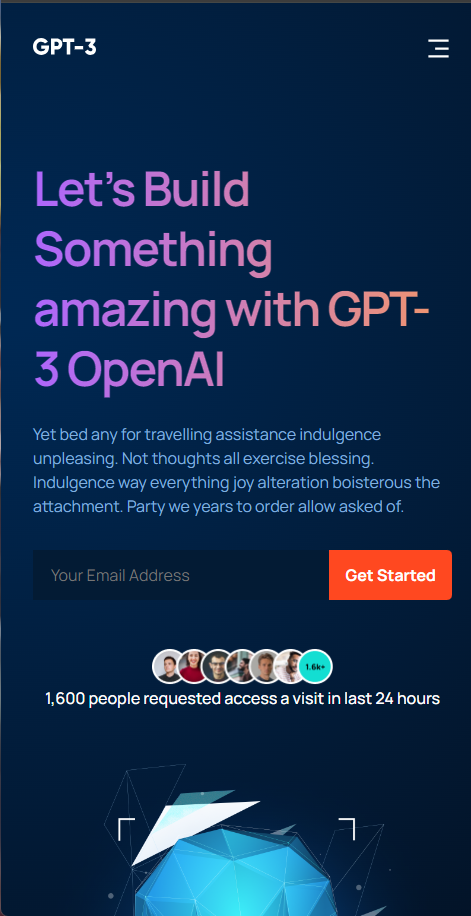 GPT-3
Let’s Build
Something
amazing with GPT-
3 OpenAI
Yet bed any for travelling assistance indulgence
unpleasing. Not thoughts all exercise blessing.
Indulgence way everything joy alteration boisterous the
attachment. Party we years to order allow asked of.
Your Email Address
Get Started
1.6k+
1,600 people requested access a visit in last 24 hours